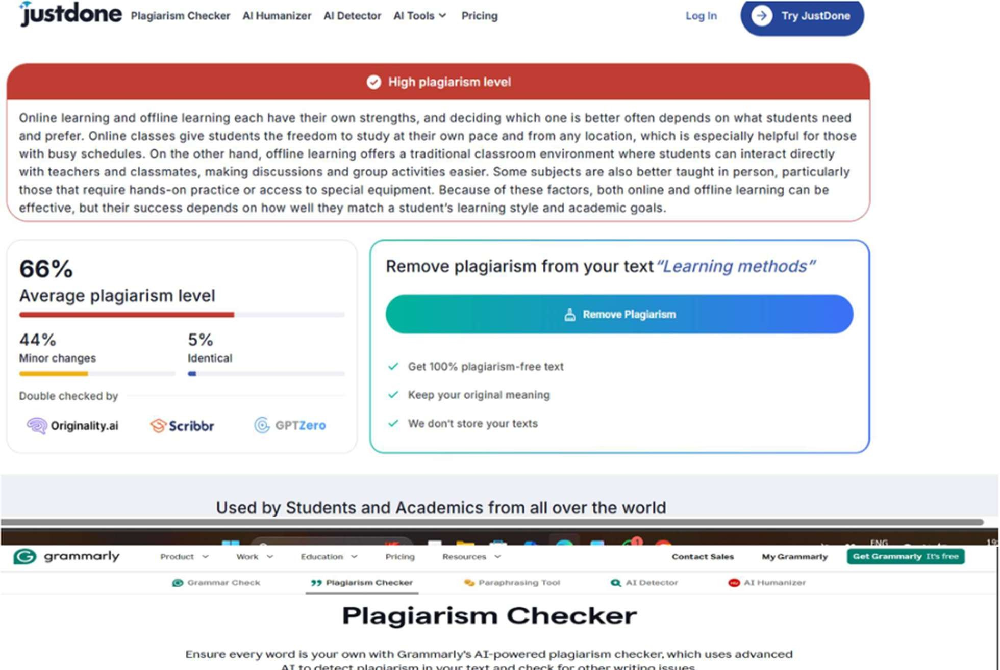 justdone Plagiarism Checker AI Humanizer AI Detector AI Tools Pricing Log In Try JustDone
High plagiarism level
Online learning and offline learning each have their own strengths, and deciding which one is better often depends on what students need
and prefer. Online classes give students the freedom to study at their own pace and from any location, which is especially helpful for those
with busy schedules. On the other hand, offline learning offers a traditional classroom environment where students can interact directly
with teachers and classmates, making discussions and group activities easier. Some subjects are also better taught in person, particularly
those that require hands-on practice or access to special equipment. Because of these factors, both online and offline learning can be
effective, but their success depends on how well they match a student’s learning style and academic goals.
66%
Average plagiarism level
44% 5%
Minor changes Identical
Double checked by
Originality.ai Scribbr GPTZero
Remove plagiarism from your text “Learning methods”
Remove Plagiarism
Get 100% plagiarism-free text
Keep your original meaning
We don't store your texts
Used by Students and Academics from all over the world
1 ENG
grammarly Product Work Education Pricing Resources Contact Sales My Grammarly Get Grammarly It's free
Grammar Check Plagiarism Checker Paraphrasing Tool AI Detector AI Humanizer
Plagiarism Checker
Ensure every word is your own with Grammarly's AI-powered plagiarism checker, which uses advanced
AI to detect plagiarism in your text and check for other writing issues.